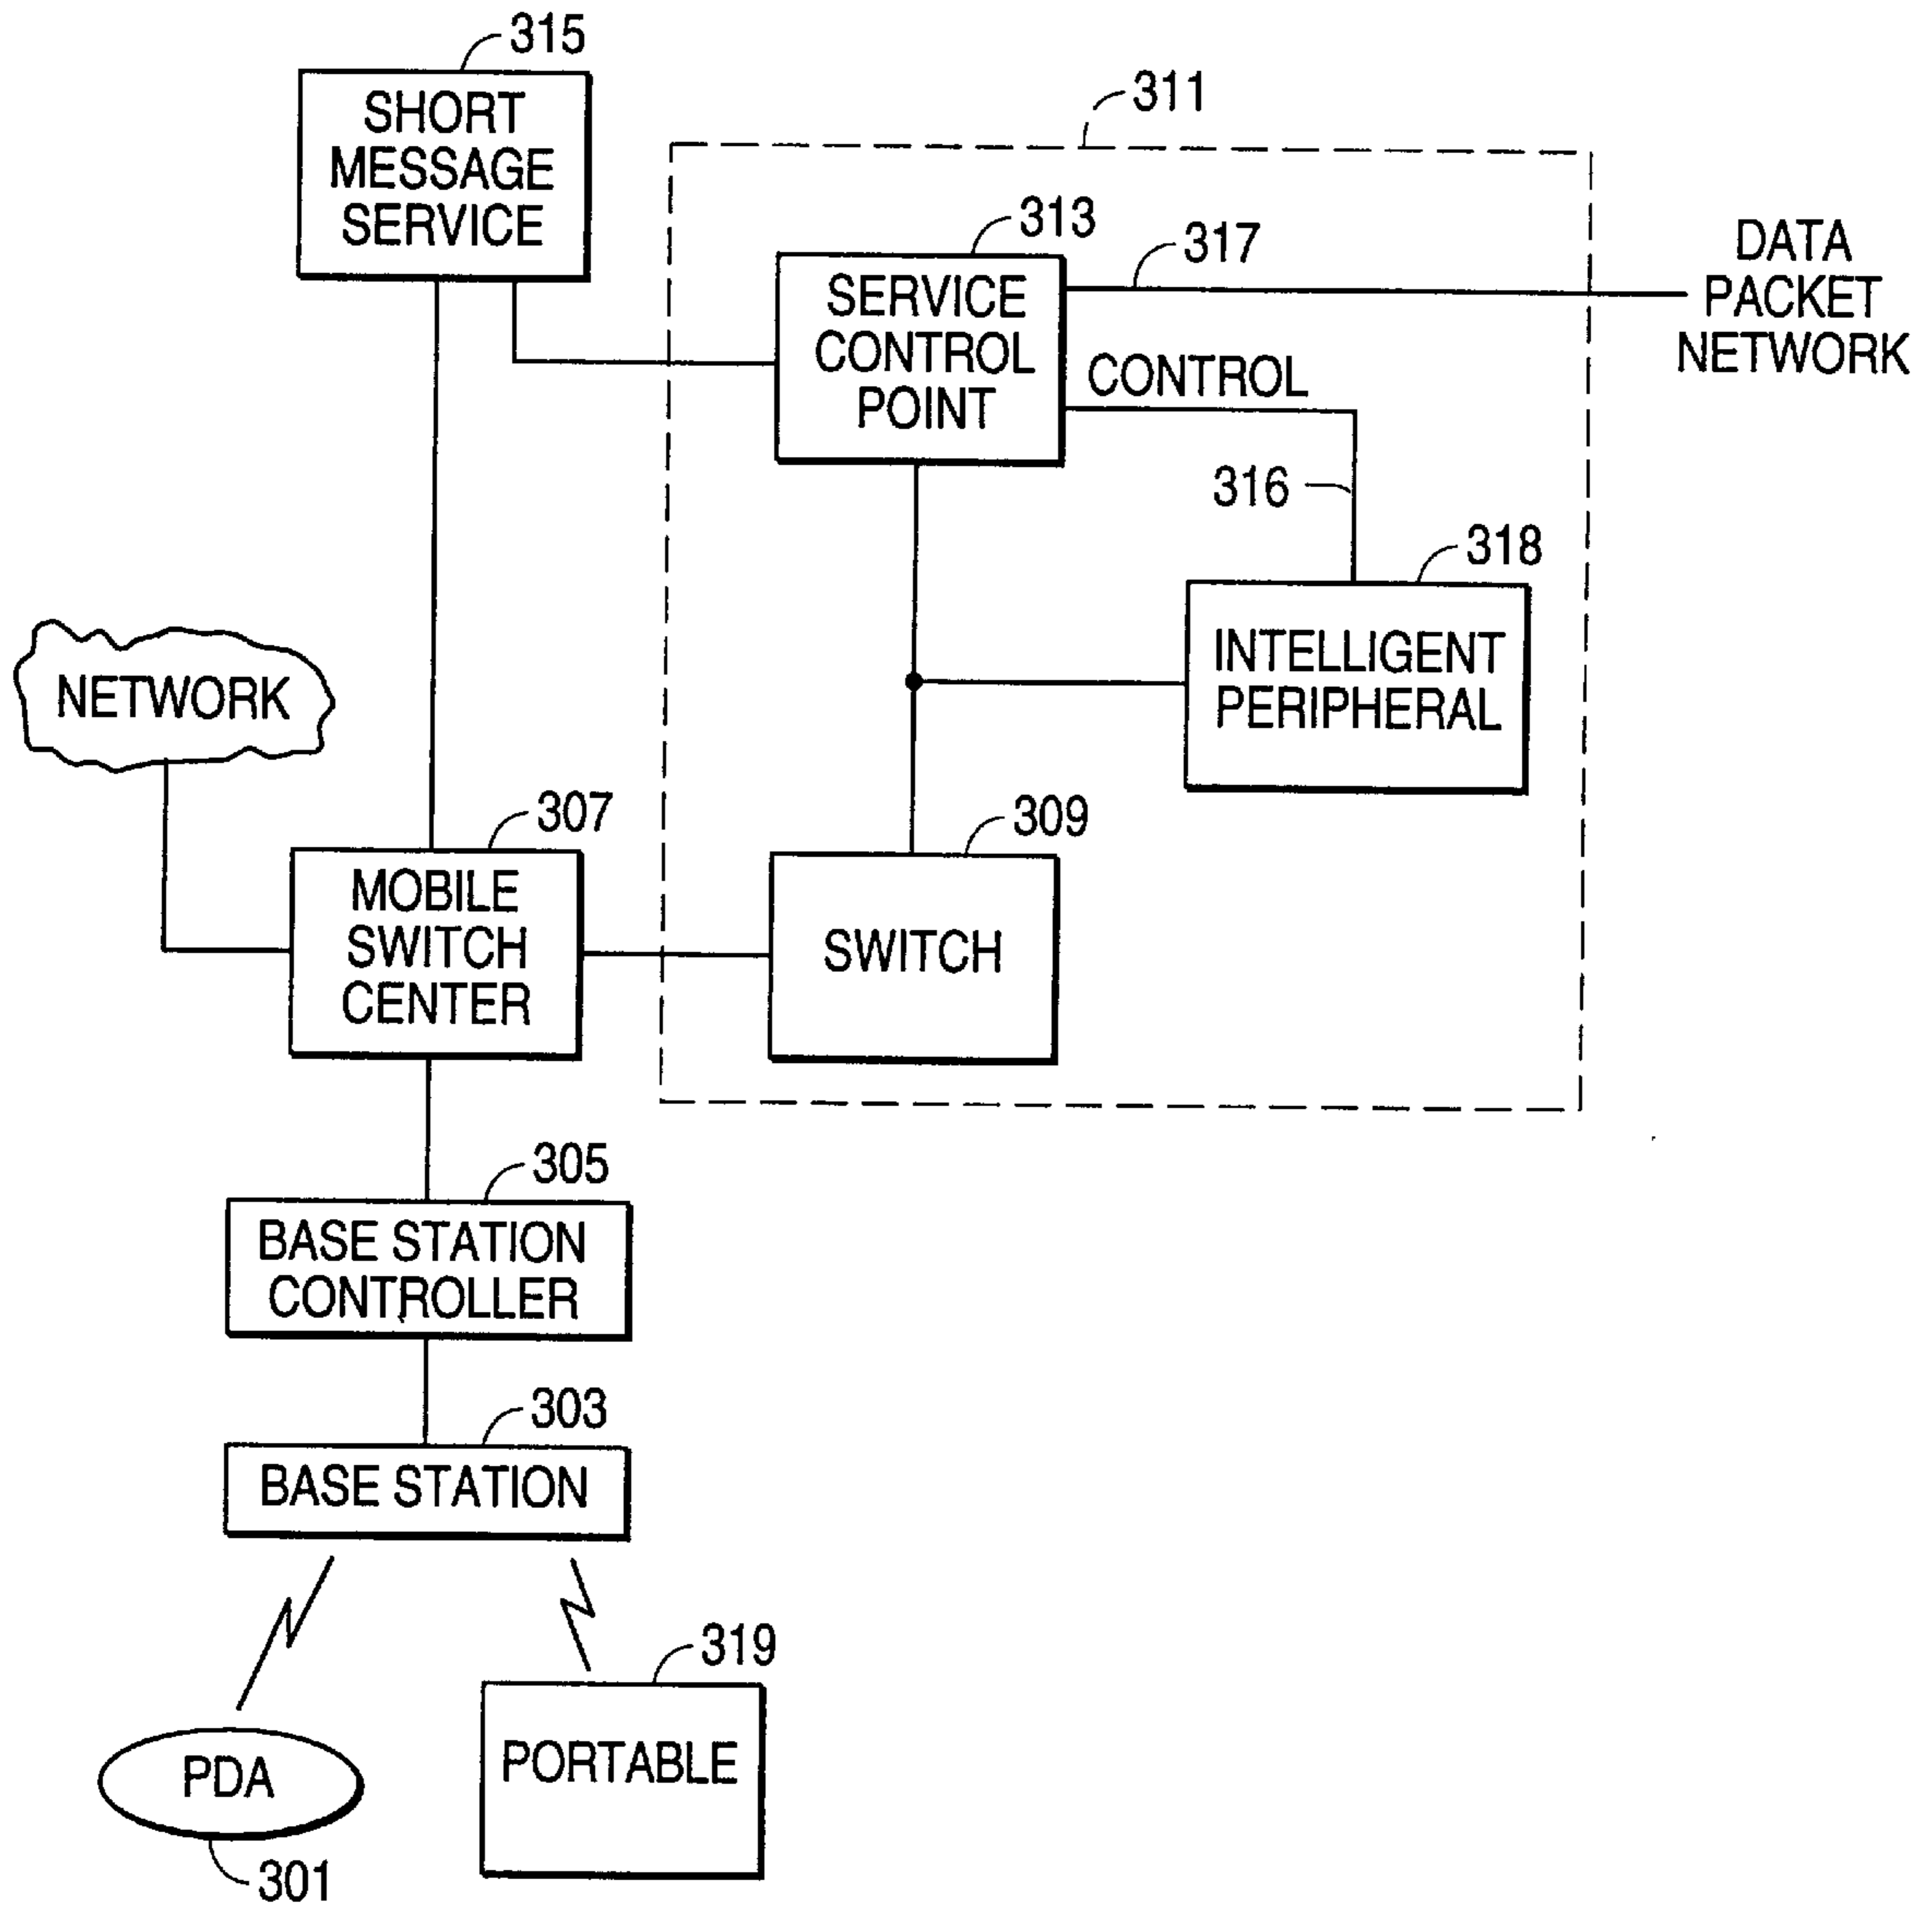 315
SHORT
MESSAGE
SERVICE
311
313
317
SERVICE
CONTROL
POINT
DATA
PACKET
NETWORK
CONTROL
316
318
INTELLIGENT
PERIPHERAL
NETWORK
307
MOBILE
SWITCH
CENTER
309
SWITCH
305
BASE STATION
CONTROLLER
303
BASE STATION
319
PORTABLE
PDA
301